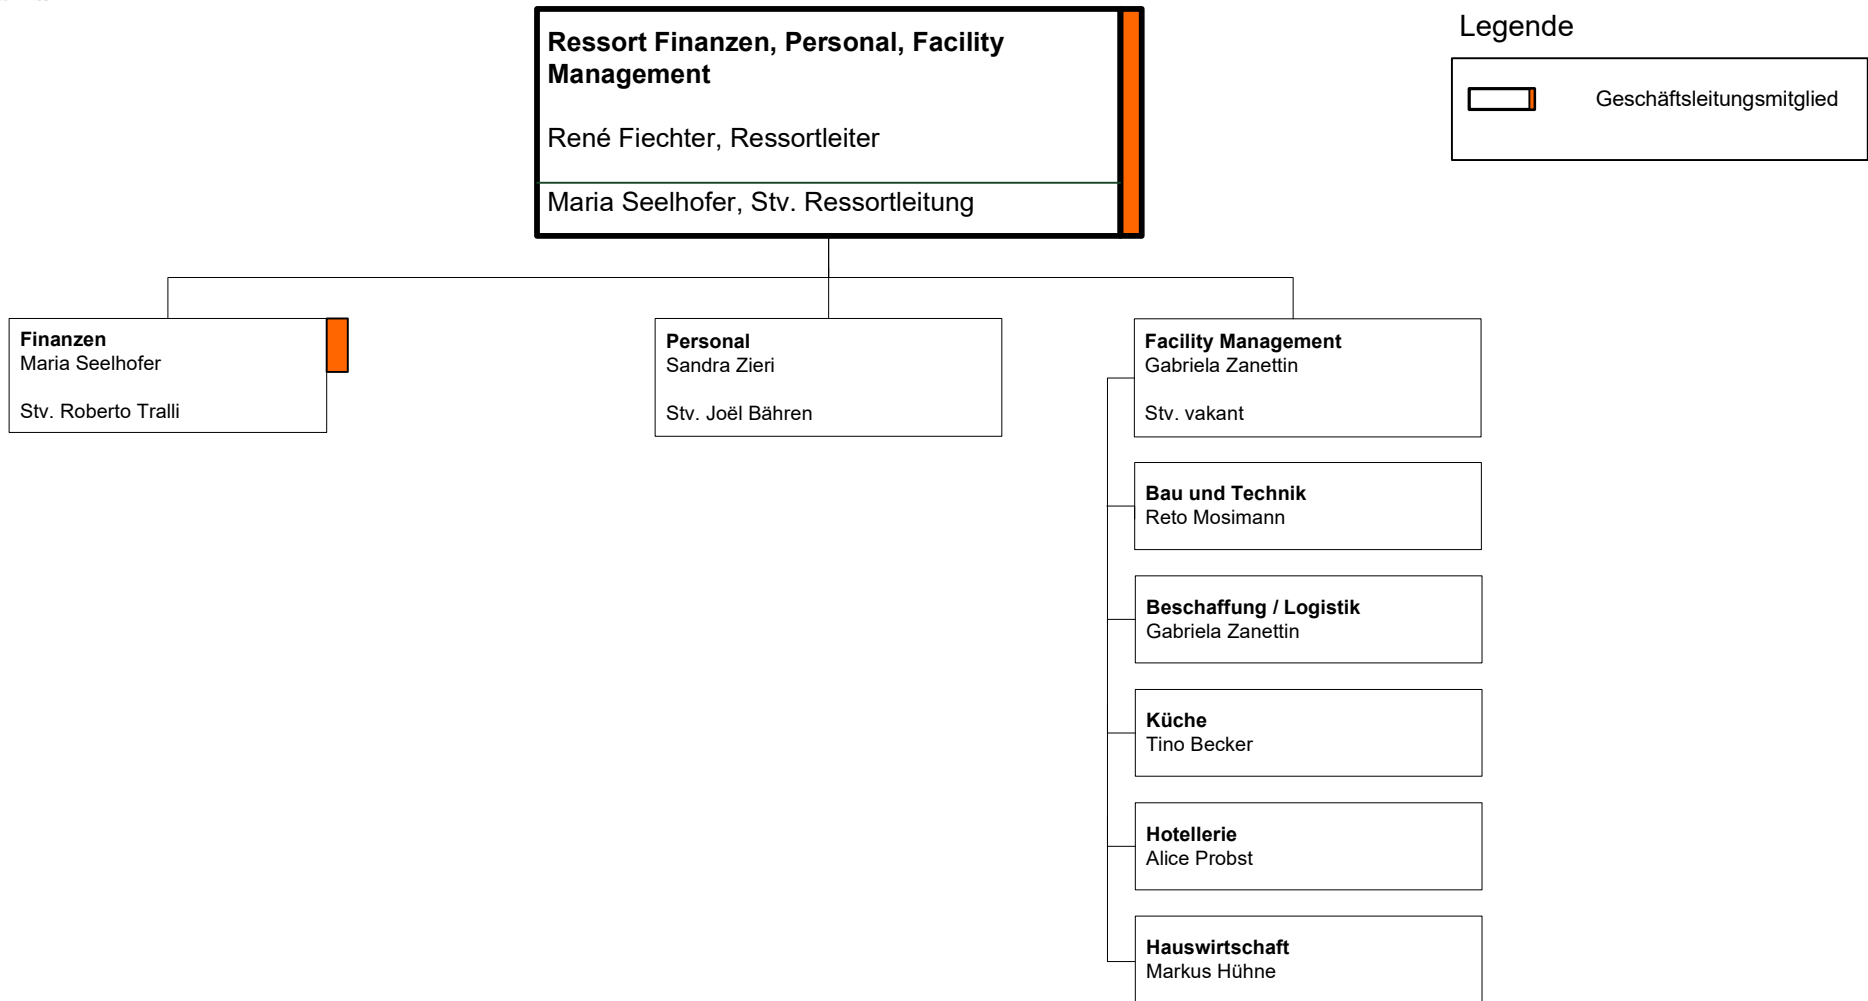 Ressort Finanzen, Personal, Facility
Management
René Fiechter, Ressortleiter
Maria Seelhofer, Stv. Ressortleitung
Legende
Geschäftsleitungsmitglied
Finanzen
Maria Seelhofer
Stv. Roberto Tralli
Personal
Sandra Zieri
Stv. Joël Bähren
Facility Management
Gabriela Zanettin
Stv. vakant
Bau und Technik
Reto Mosimann
Beschaffung / Logistik
Gabriela Zanettin
Küche
Tino Becker
Hotellerie
Alice Probst
Hauswirtschaft
Markus Hühne